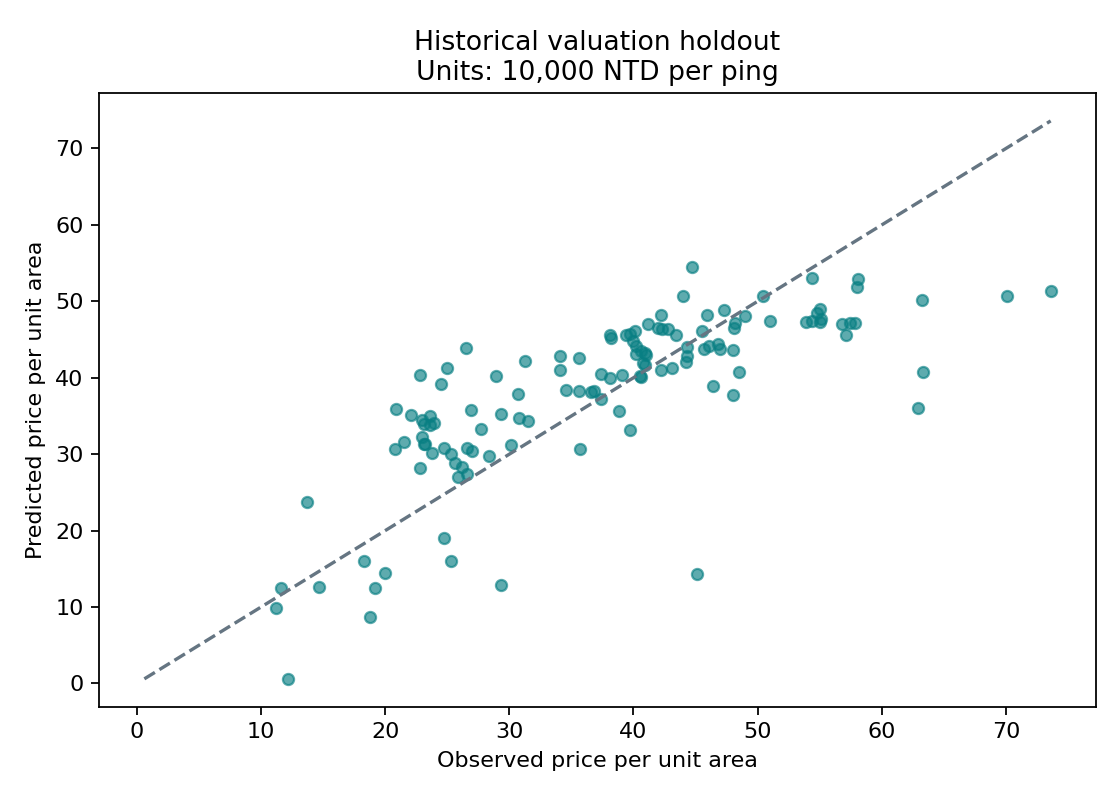 Historical valuation holdout
Units: 10,000 NTD per ping
Predicted price per unit area
70
60
50
40
30
20
10
0
0 10 20 30 40 50 60 70
Observed price per unit area